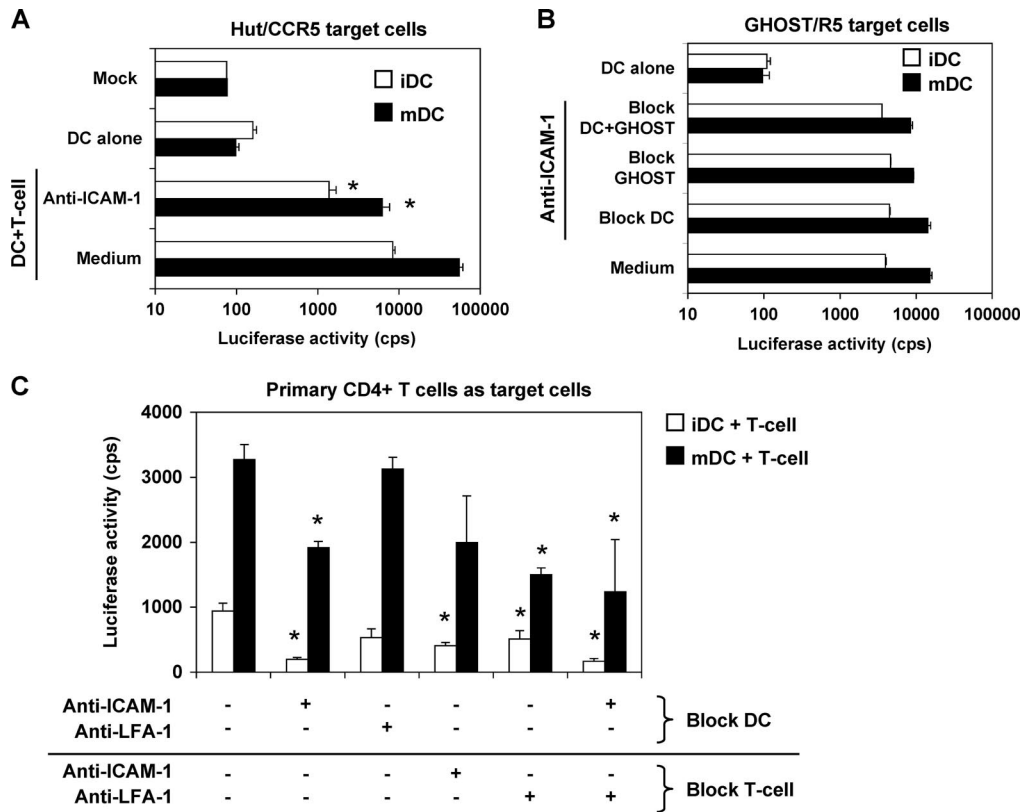 A
Hut/CCR5 target cells
iDC
mDC
Mock
DC alone
DC+T-cell
Anti-ICAM-1
*
*
Medium
10 100 1000 10000 100000
Luciferase activity (cps)
B
GHOST/R5 target cells
iDC
mDC
DC alone
Anti-ICAM-1
Block
DC+GHOST
Block
GHOST
Block DC
Medium
10 100 1000 10000 100000
Luciferase activity (cps)
C
Primary CD4+ T cells as target cells
iDC + T-cell
mDC + T-cell
Luciferase activity (cps)
4000
3000
2000
1000
0
* * * * * * *
Anti-ICAM-1 - + - - - +
Anti-LFA-1 - - + - - -
Block DC
Anti-ICAM-1 - - - + - -
Anti-LFA-1 - - - - + +
Block T-cell